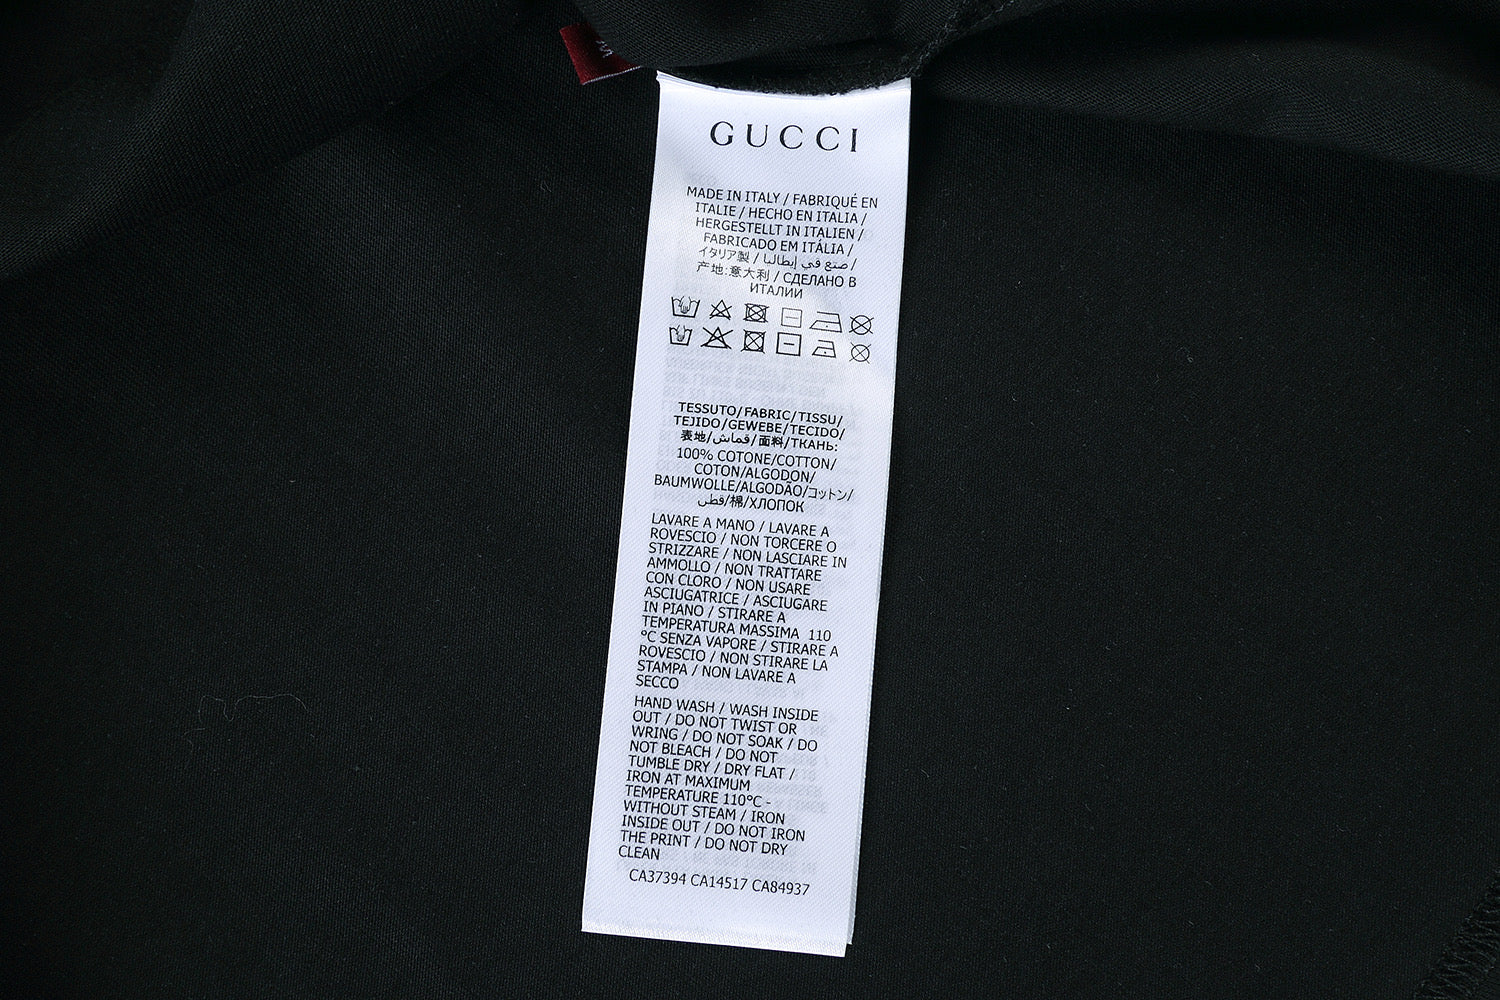 M
GUCCI
MADE IN ITALY / FABRIQUÉ EN
ITALIE / HECHO EN ITALIA /
HERGESTELLT IN ITALIEN /
FABRICADO EM ITÁLIA /
イタリア製 / صنع في إيطاليا /
产地:意大利 / СДЕЛАНО В
ИТАЛИИ
TESSUTO/FABRIC/TISSU/
TEJIDO/GEWEBE/TECIDO/
表地/قماش/面料/ТКАНЬ:
100% COTONE/COTTON/
COTON/ALGODON/
BAUMWOLLE/ALGODÃO/コットン/
قطن/棉/ХЛОПОК
LAVARE A MANO / LAVARE A
ROVESCIO / NON TORCERE O
STRIZZARE / NON LASCIARE IN
AMMOLLO / NON TRATTARE
CON CLORO / NON USARE
ASCIUGATRICE / ASCIUGARE
IN PIANO / STIRARE A
TEMPERATURA MASSIMA 110
°C SENZA VAPORE / STIRARE A
ROVESCIO / NON STIRARE LA
STAMPA / NON LAVARE A
SECCO
HAND WASH / WASH INSIDE
OUT / DO NOT TWIST OR
WRING / DO NOT SOAK / DO
NOT BLEACH / DO NOT
TUMBLE DRY / DRY FLAT /
IRON AT MAXIMUM
TEMPERATURE 110°C -
WITHOUT STEAM / IRON
INSIDE OUT / DO NOT IRON
THE PRINT / DO NOT DRY
CLEAN
CA37394 CA14517 CA84937